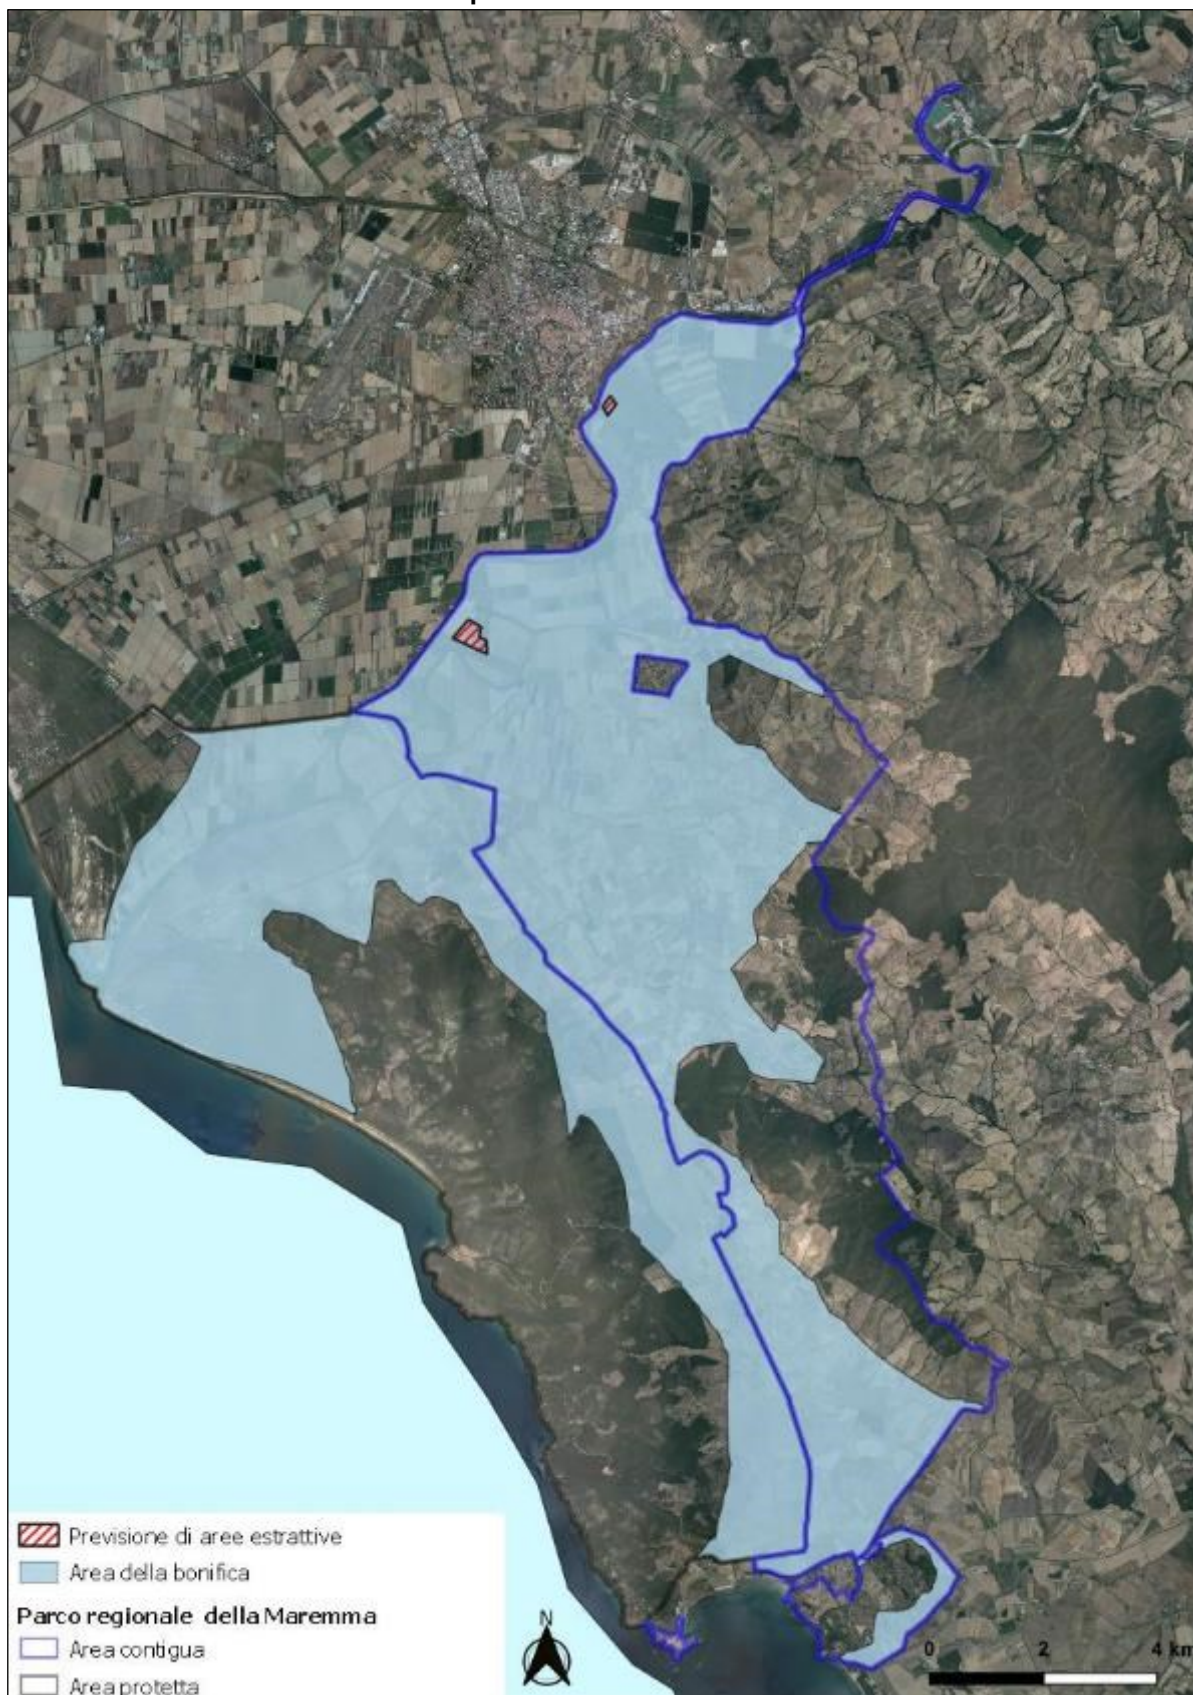 Previsione di aree estrattive
Area della bonifica
Parco regionale della Maremma
Area contigua
Area protetta
N
0 2 4 km